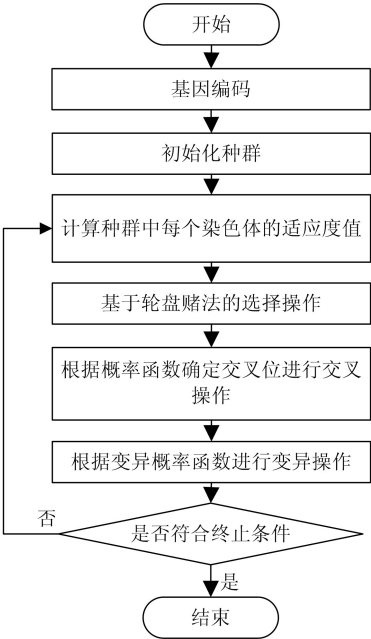 开始
基因编码
初始化种群
计算种群中每个染色体的适应度值
基于轮盘赌法的选择操作
根据概率函数确定交叉位进行交叉
操作
根据变异概率函数进行变异操作
否
是否符合终止条件
是
结束